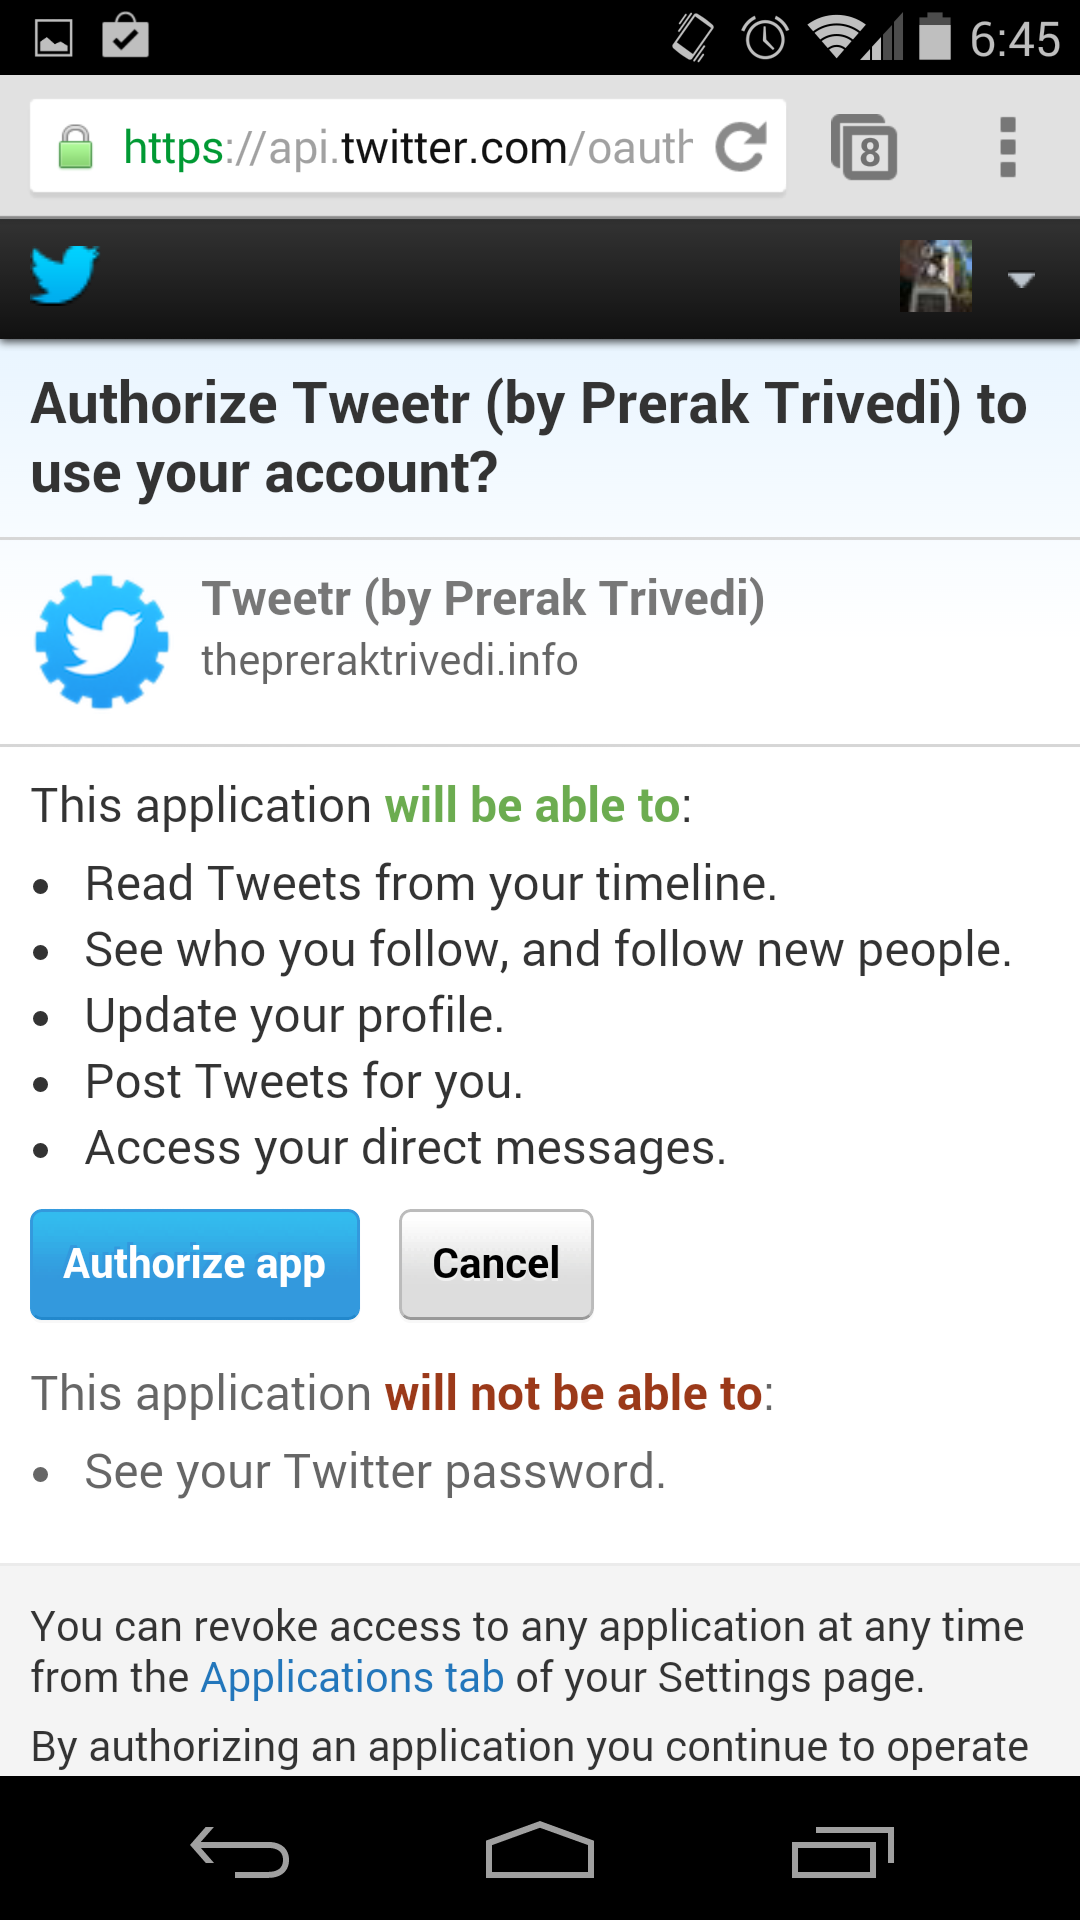 6:45
https://api.twitter.com/oauth
8
Authorize Tweetr (by Prerak Trivedi) to
use your account?
Tweetr (by Prerak Trivedi)
thepreraktrivedi.info
This application will be able to:
• Read Tweets from your timeline.
• See who you follow, and follow new people.
• Update your profile.
• Post Tweets for you.
• Access your direct messages.
Authorize app
Cancel
This application will not be able to:
• See your Twitter password.
You can revoke access to any application at any time
from the Applications tab of your Settings page.
By authorizing an application you continue to operate